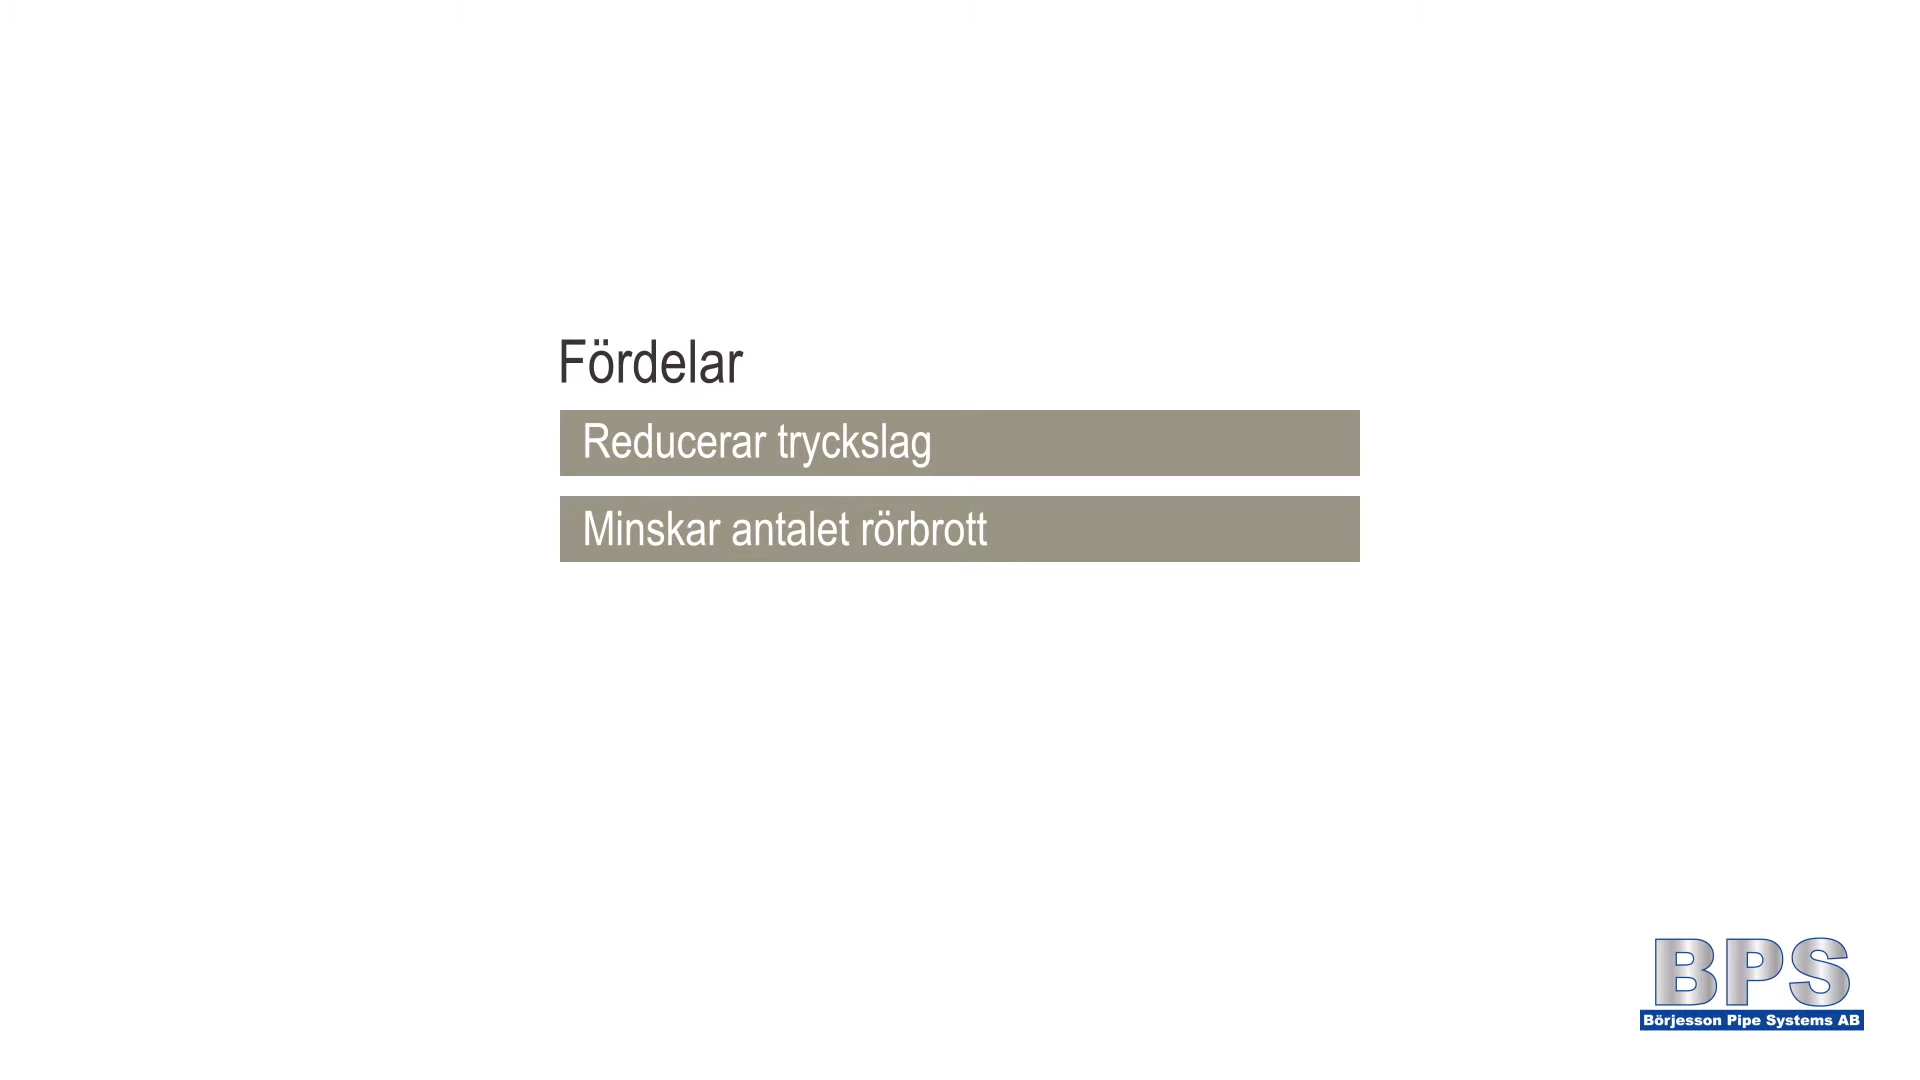 Fördelar
Reducerar tryckslag
Minskar antalet rörbrott
BPS
Börjesson Pipe Systems AB